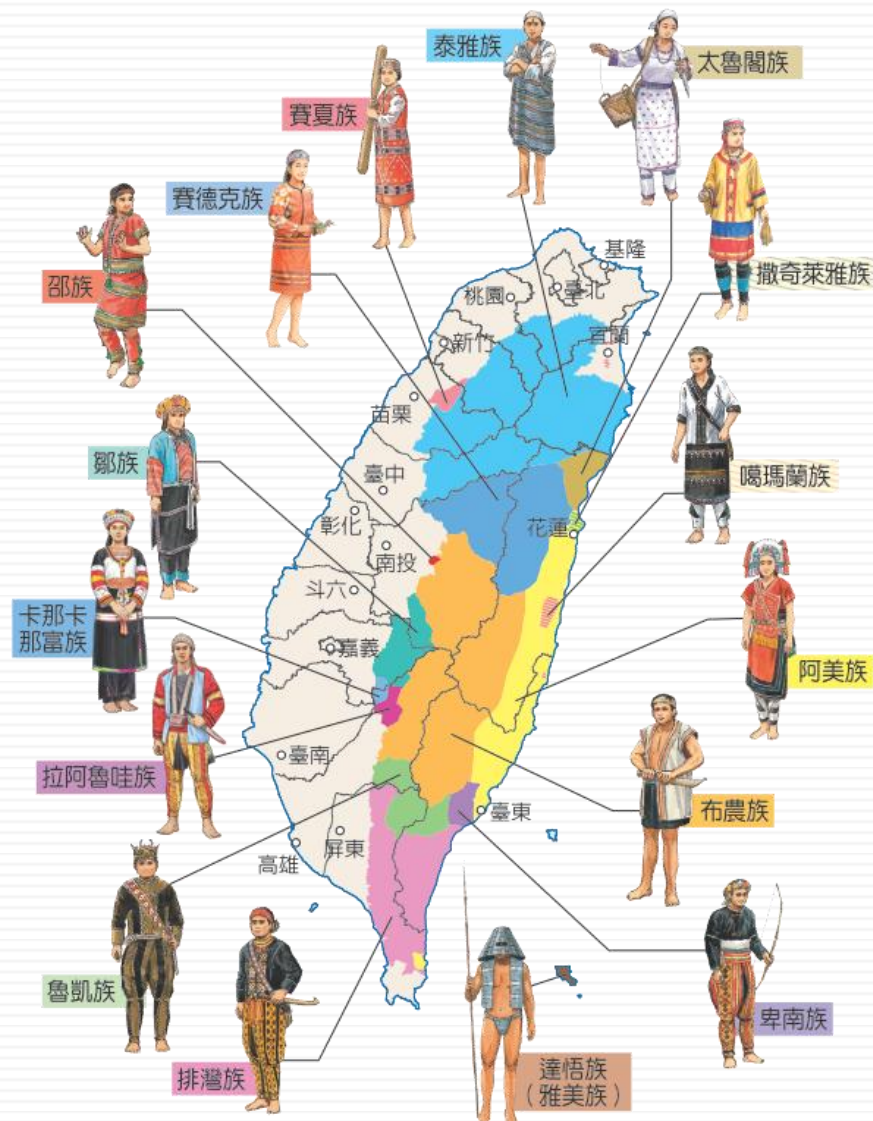 泰雅族
太魯閣族
賽夏族
賽德克族
撒奇萊雅族
邵族
基隆
桃園
臺北
新竹
宜蘭
苗栗
噶瑪蘭族
鄒族
臺中
彰化
花蓮
南投
斗六
卡那卡
那富族
嘉義
阿美族
臺南
拉阿魯哇族
臺東
布農族
屏東
高雄
魯凱族
卑南族
排灣族
達悟族
（雅美族）